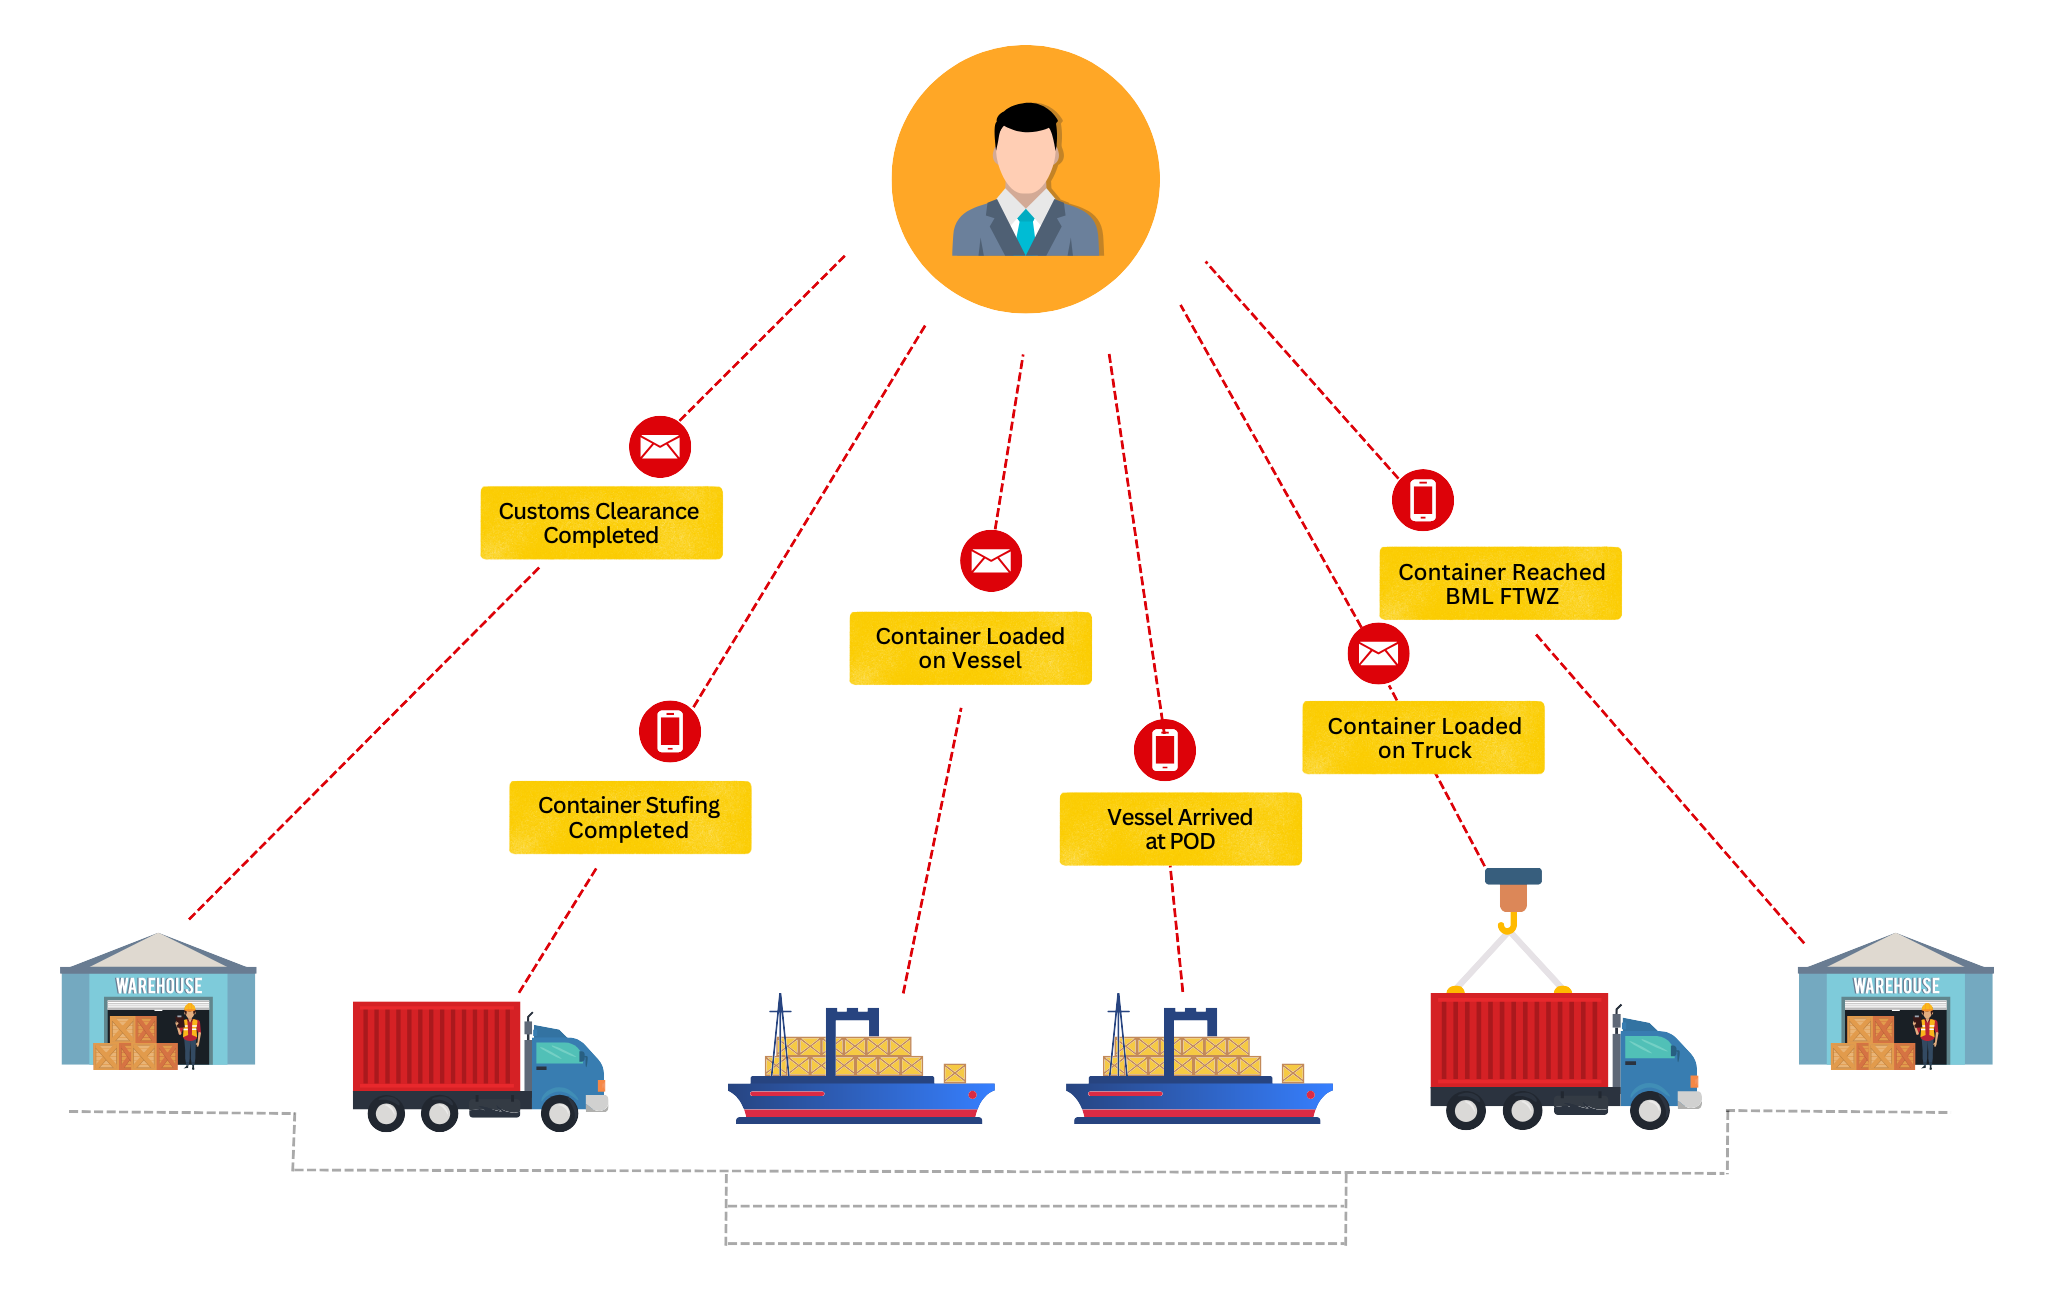 Customs Clearance
Completed
Container Reached
BML FTWZ
Container Loaded
on Vessel
Container Loaded
on Truck
Container Stufing
Completed
Vessel Arrived
at POD
WAREHOUSE
WAREHOUSE